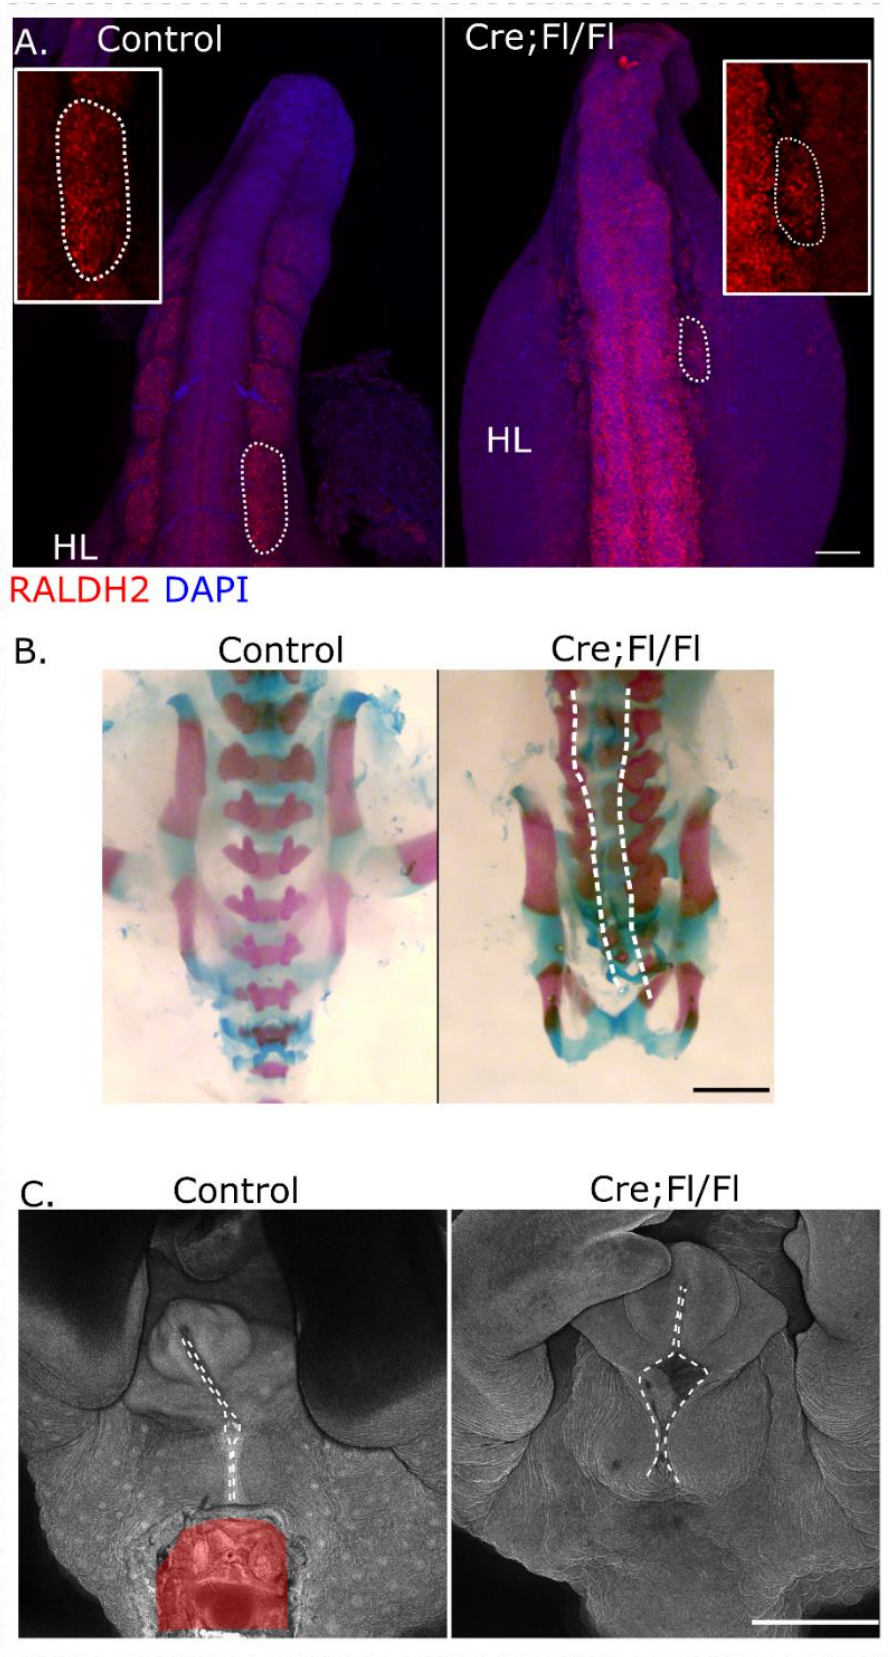 A. Control Cre;Fl/Fl
HL
HL
RALDH2 DAPI
B. Control Cre;Fl/Fl
C. Control Cre;Fl/Fl